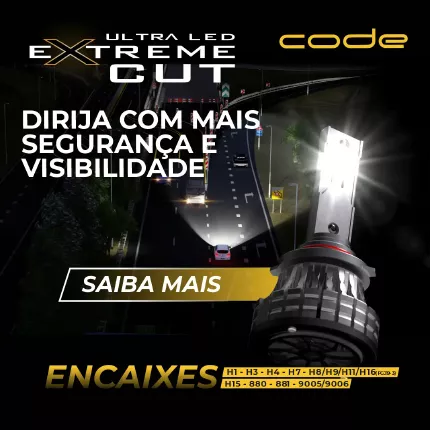 ULTRA LED
EXTREME
CUT
code
DIRIJA COM MAIS
SEGURANÇA E
VISIBILIDADE
SAIBA MAIS
ENCAIXES
H1 - H3 - H4 - H7 - H8/H9/H11/H16
H15 - 880 - 881 - 9005/9006